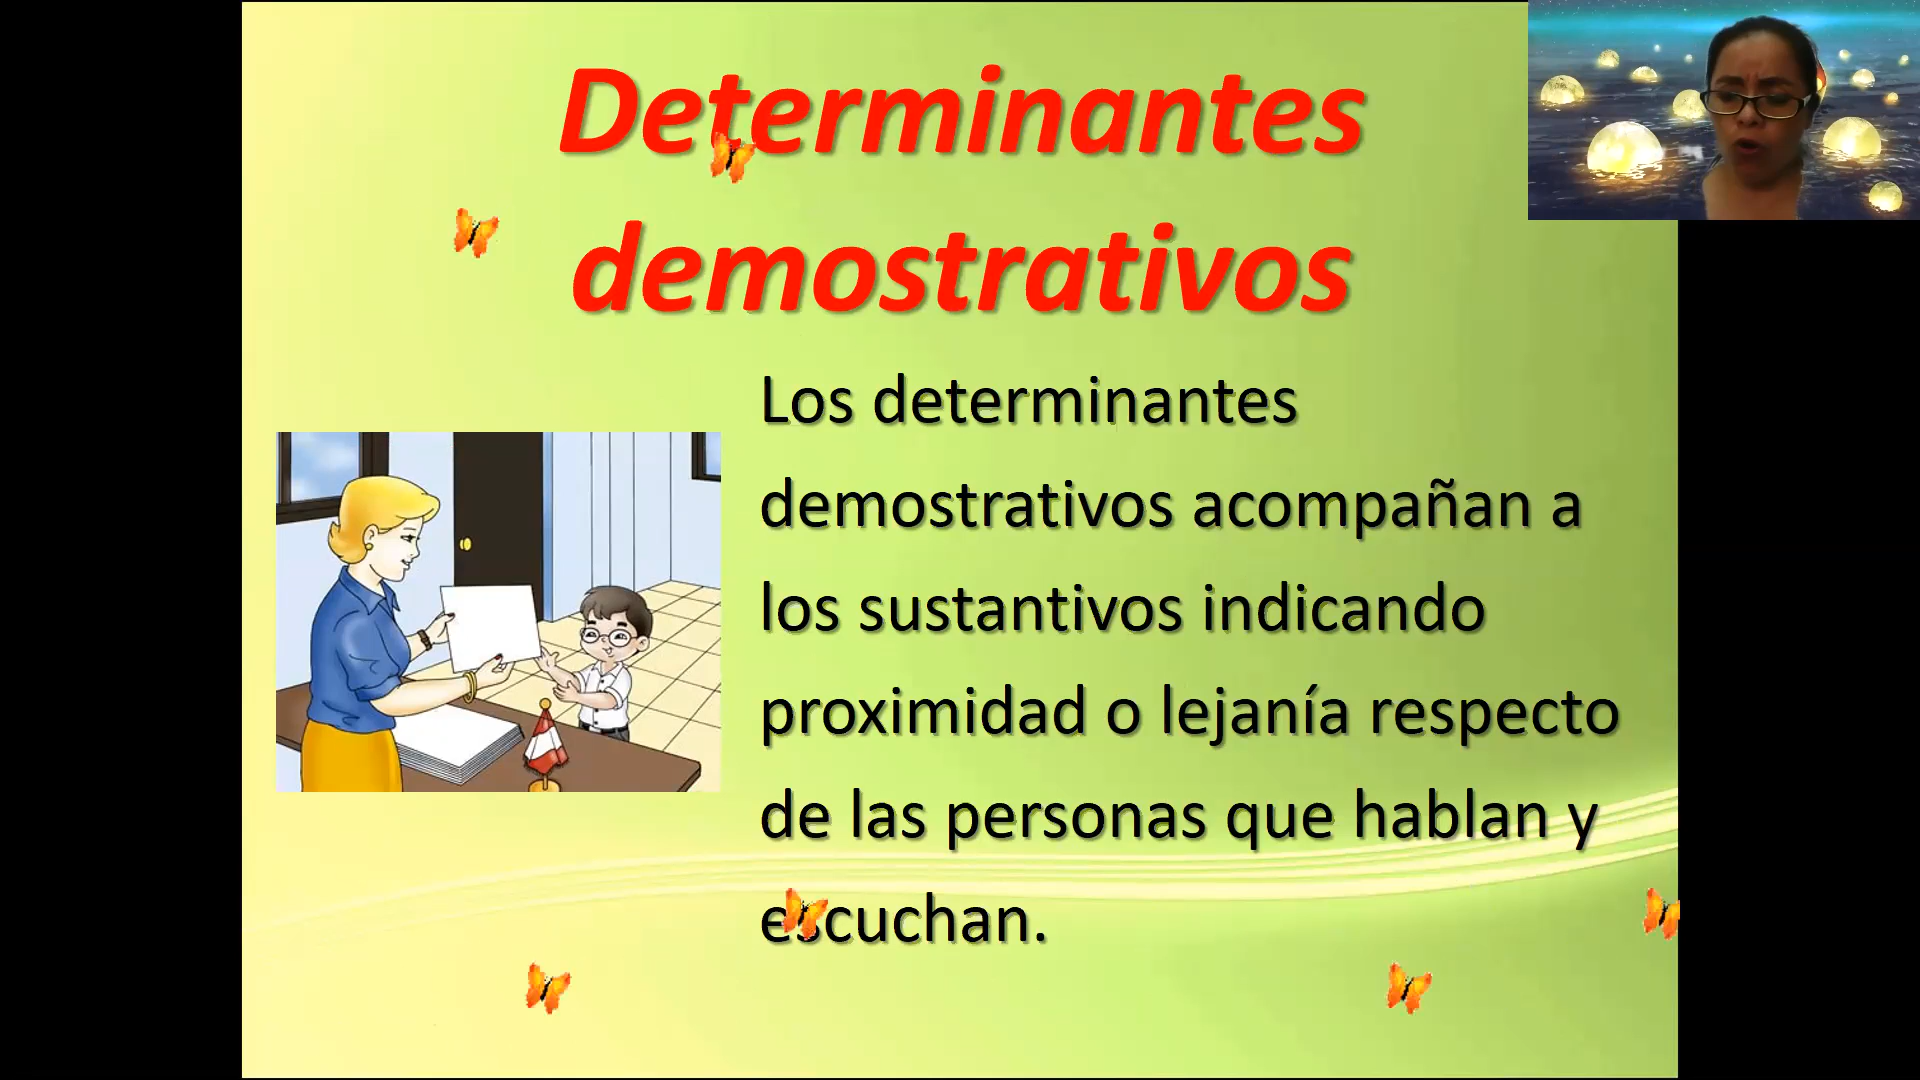 Determinantes
demostrativos
Los determinantes
demostrativos acompañan a
los sustantivos indicando
proximidad o lejanía respecto
de las personas que hablan y
escuchan.